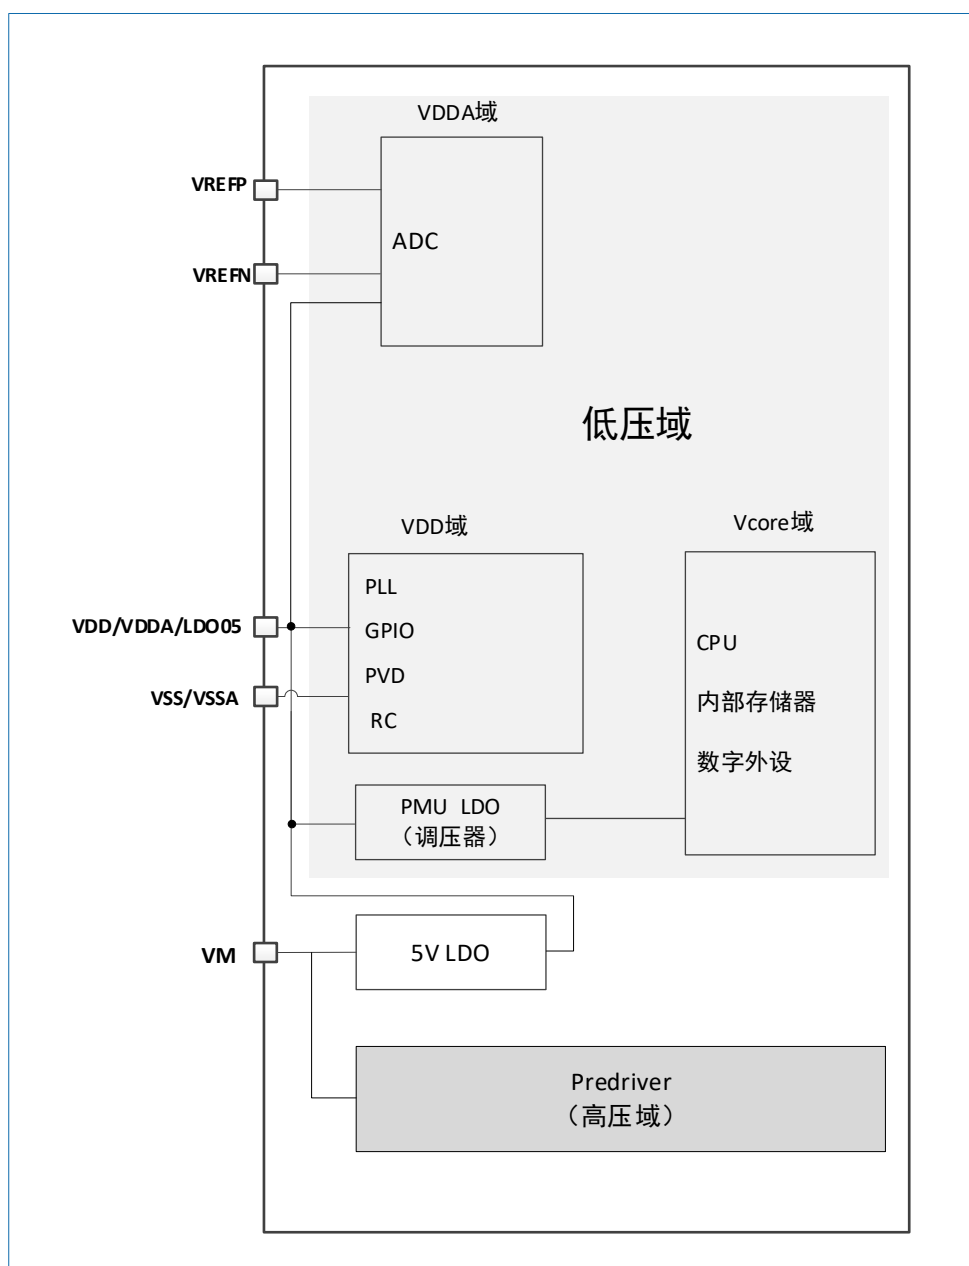 VDDA域
VREFP
ADC
VREFN
低压域
VDD域
Vcore域
PLL
VDD/VDDA/LDO05
GPIO
CPU
PVD
VSS/VSSA
内部存储器
RC
数字外设
PMU LDO
（调压器）
VM
5V LDO
Predriver
（高压域）